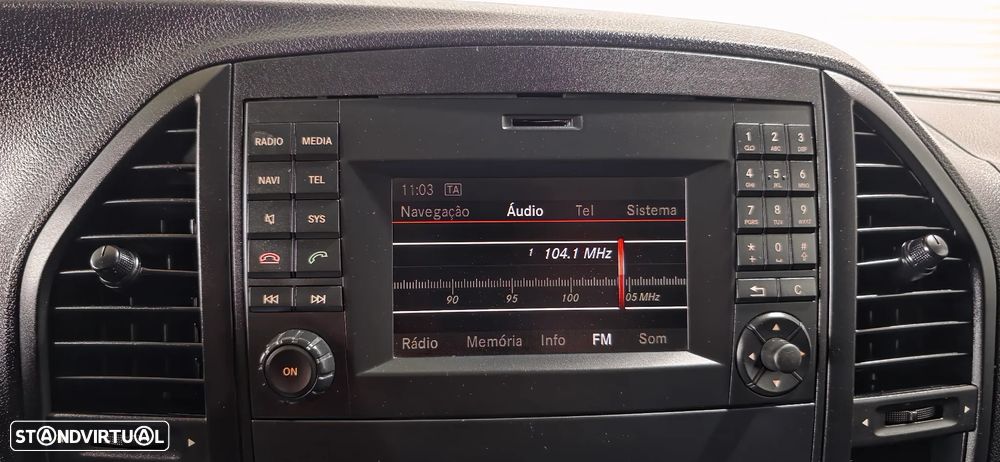 RADIO MEDIA
NAVI TEL
SYS
ON
11:03 TA
Navegação Áudio Tel Sistema
1 104.1 MHz
90 95 100 05 MHz
Rádio Memória Info FM Som
1 2 ABC 3 DEF
4 GHI 5 JKL 6 MNO
7 PQRS 8 TUV 9 WXYZ
* + 0 #
C
STANDVIRTUAL